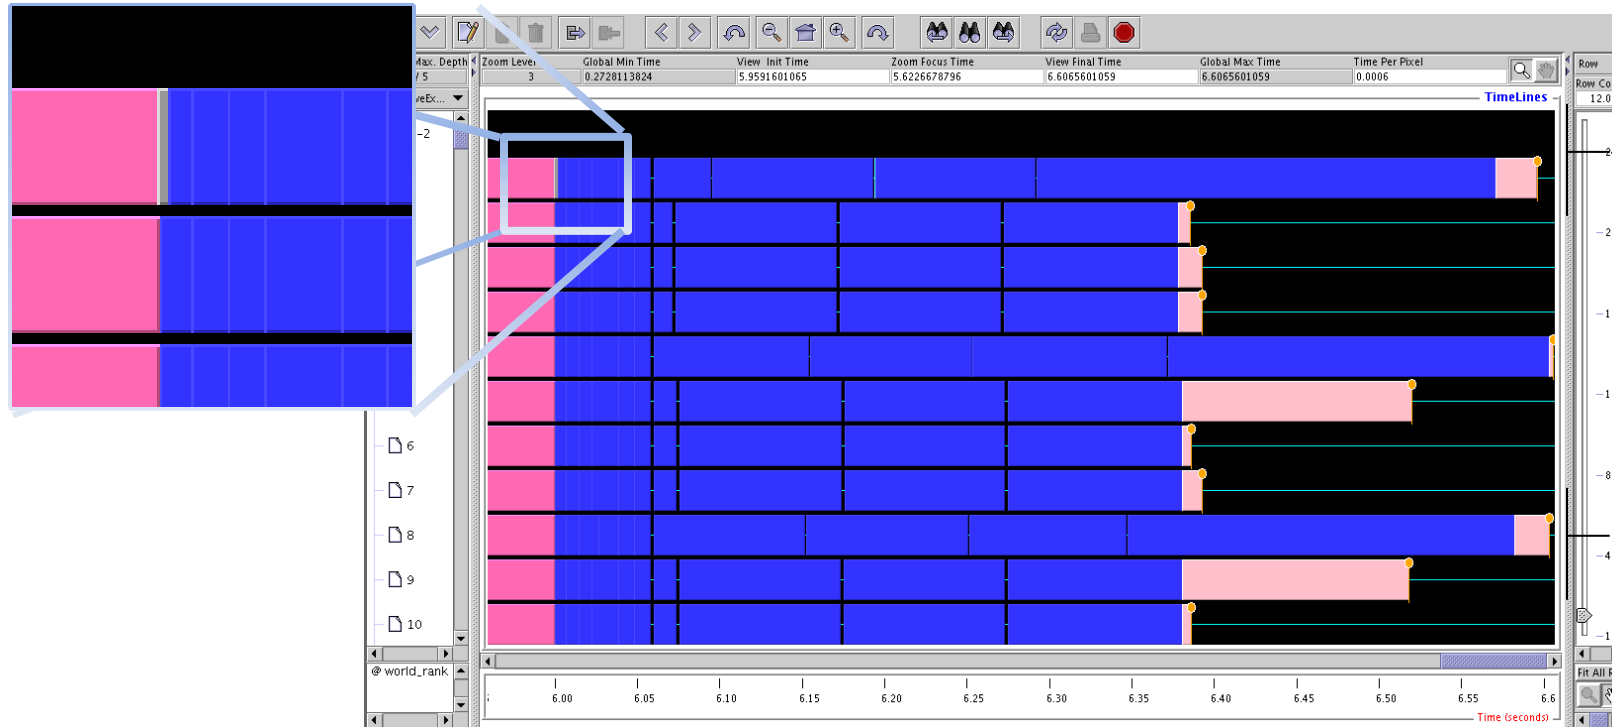 Max. Depth Zoom Level Global Min Time View Init Time Zoom Focus Time View Final Time Global Max Time Time Per Pixel Row
/ 5 3 0.2728113824 5.9591601065 5.6226678796 6.6065601059 6.6065601059 0.0006 Row Co
veEx... TimeLines 12.0
-2
6
7
8
9
10
@ world_rank Fit All R
6.00 6.05 6.10 6.15 6.20 6.25 6.30 6.35 6.40 6.45 6.50 6.55 6.6
Time (seconds)